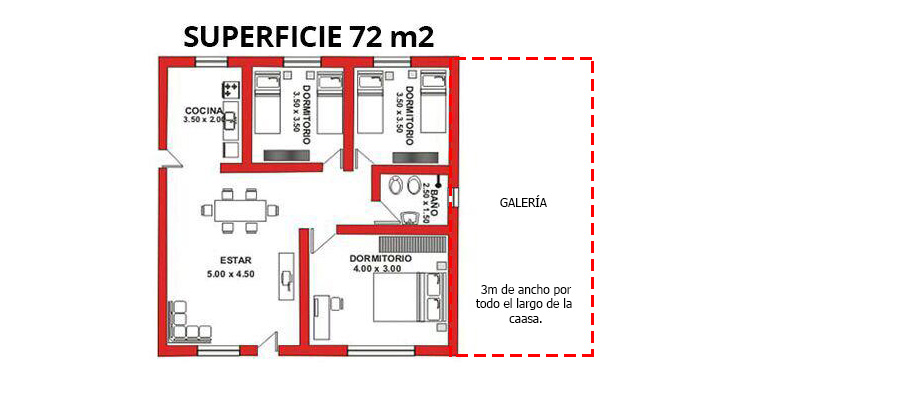 SUPERFICIE 72 m2
COCINA
3.50 x 2.00
DORMITORIO
3.50 x 3.50
DORMITORIO
3.50 x 3.50
BAÑO
2.50 x 1.50
GALERÍA
ESTAR
5.00 x 4.50
DORMITORIO
4.00 x 3.00
3m de ancho por
todo el largo de la
caasa.